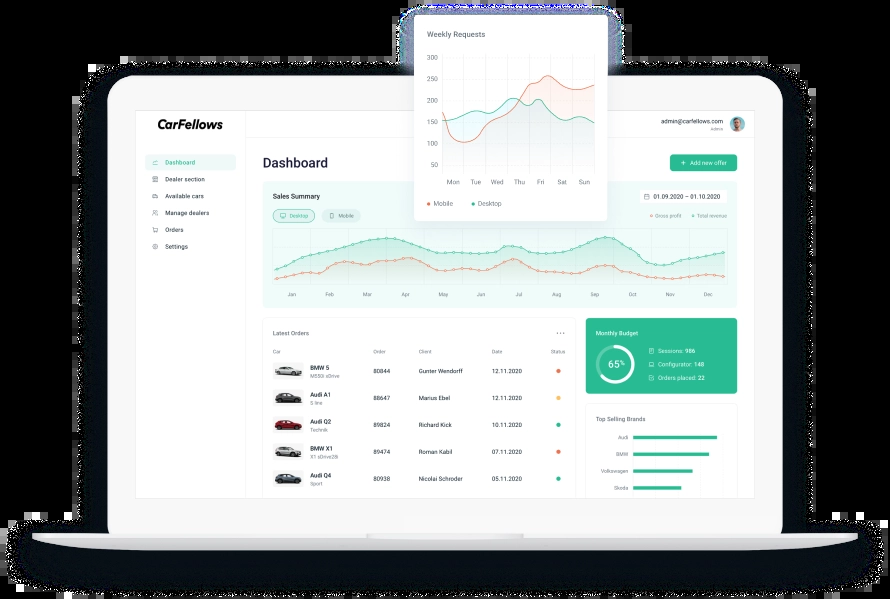 Weekly Requests
300
250
200
150
100
50
Mon Tue Wed Thu Fri Sat Sun
Mobile Desktop
CarFellows
admin@carfellows.com
Admin
Dashboard
Dealer section
Available cars
Manage dealers
Orders
Settings
Dashboard
+ Add new offer
Sales Summary
01.09.2020 – 01.10.2020
Desktop Mobile
Gross profit Total revenue
Jan Feb Mar Apr May Jun Jul Aug Sep Oct Nov Dec
Latest Orders
Car Order Client Date Status
BMW 5 80844 Gunter Wendorff 12.11.2020
M550i xDrive
Audi A1 88647 Marius Ebel 12.11.2020
S line
Audi Q2 89824 Richard Kick 10.11.2020
Technik
BMW X1 89474 Roman Kabil 07.11.2020
X1 sDrive28i
Audi Q4 80938 Nicolai Schroder 05.11.2020
Sport
Monthly Budget
65%
Sessions: 986
Configurator: 148
Orders placed: 22
Top Selling Brands
Audi
BMW
Volkswagen
Skoda